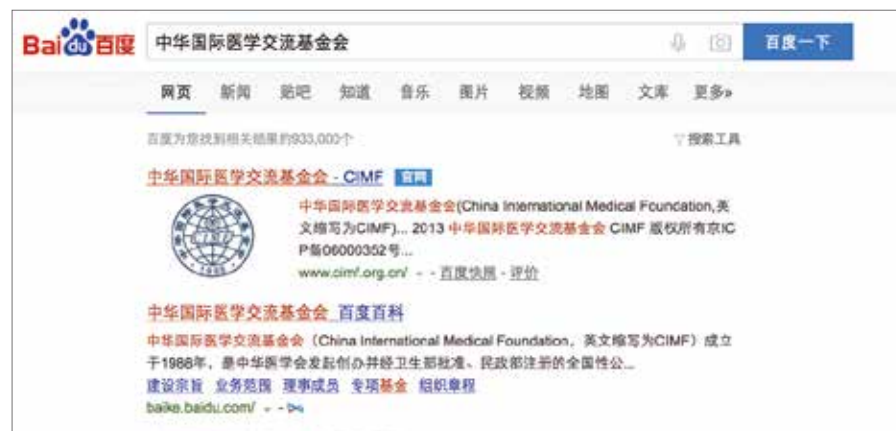 Bai du 百度 中华国际医学交流基金会 百度一下
网页 新闻 贴吧 知道 音乐 图片 视频 地图 文库 更多»
百度为您找到相关结果约933,000个 搜索工具
中华国际医学交流基金会 - CIMF 官网
中华国际医学交流基金会(China International Medical Foundation,英
文缩写为CIMF)... 2013 中华国际医学交流基金会 CIMF 版权所有京IC
P备06000352号...
www.cimf.org.cn/ - - 百度快照 - 评价
中华国际医学交流基金会_百度百科
中华国际医学交流基金会（China International Medical Foundation，英文缩写为CIMF）成立
于1988年，是中华医学会发起创办并经卫生部批准、民政部注册的全国性公...
建设宗旨 业务范围 理事成员 专项基金 组织章程
baike.baidu.com/ - -